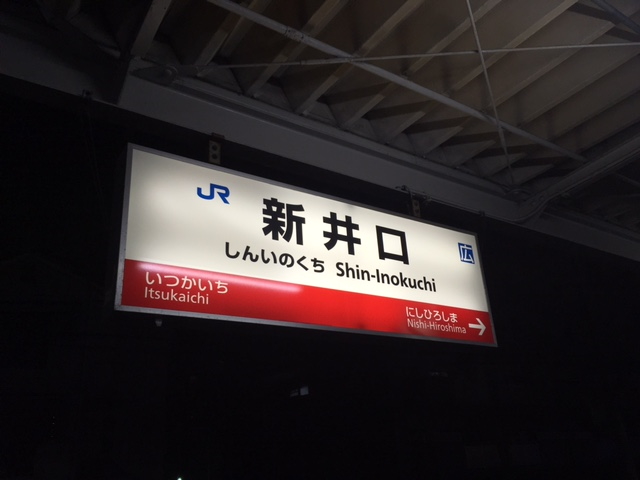 JR
新井口
広
しんいのくち Shin-Inokuchi
いつかいち
Itsukaichi
にしひろしま
Nishi-Hiroshima